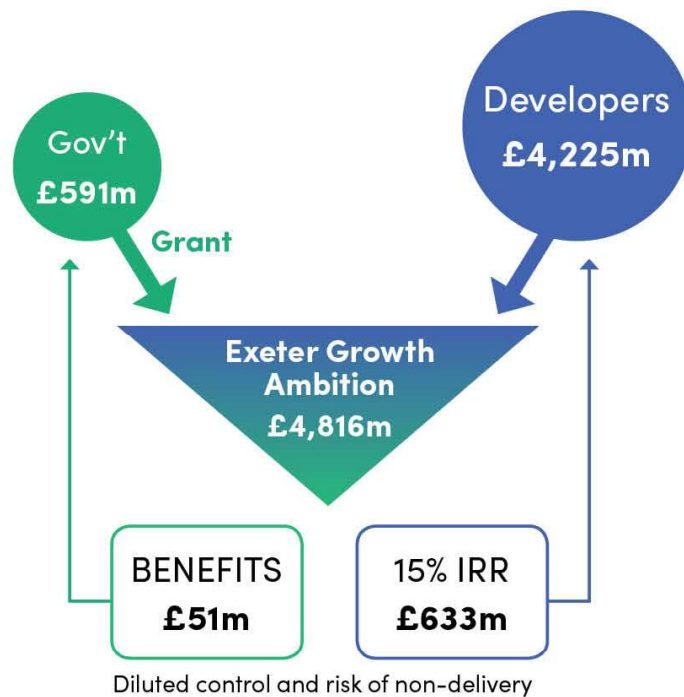 Gov't
£591m
Developers
£4,225m
Grant
Exeter Growth
Ambition
£4,816m
BENEFITS
£51m
15% IRR
£633m
Diluted control and risk of non-delivery